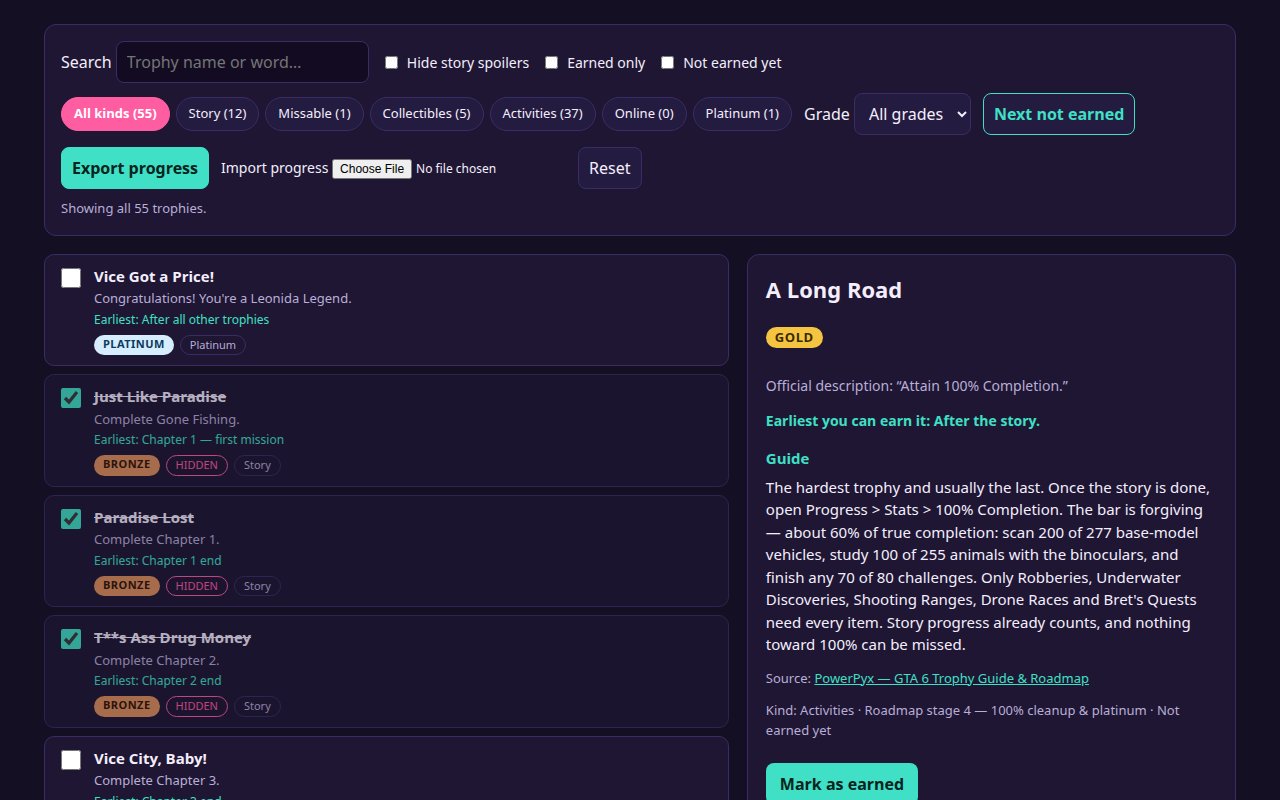 Search Trophy name or word... Hide story spoilers Earned only Not earned yet
All kinds (55) Story (12) Missable (1) Collectibles (5) Activities (37) Online (0) Platinum (1) Grade All grades Next not earned
Export progress Import progress Choose File No file chosen Reset
Showing all 55 trophies.
Vice Got a Price!
Congratulations! You're a Leonida Legend.
Earliest: After all other trophies
PLATINUM Platinum
Just Like Paradise
Complete Gone Fishing.
Earliest: Chapter 1 — first mission
BRONZE HIDDEN Story
Paradise Lost
Complete Chapter 1.
Earliest: Chapter 1 end
BRONZE HIDDEN Story
T**s Ass Drug Money
Complete Chapter 2.
Earliest: Chapter 2 end
BRONZE HIDDEN Story
Vice City, Baby!
Complete Chapter 3.
Earliest: Chapter 3 end
A Long Road
GOLD
Official description: “Attain 100% Completion.”
Earliest you can earn it: After the story.
Guide
The hardest trophy and usually the last. Once the story is done,
open Progress > Stats > 100% Completion. The bar is forgiving
— about 60% of true completion: scan 200 of 277 base-model
vehicles, study 100 of 255 animals with the binoculars, and
finish any 70 of 80 challenges. Only Robberies, Underwater
Discoveries, Shooting Ranges, Drone Races and Bret's Quests
need every item. Story progress already counts, and nothing
toward 100% can be missed.
Source: PowerPyx — GTA 6 Trophy Guide & Roadmap
Kind: Activities · Roadmap stage 4 — 100% cleanup & platinum · Not
earned yet
Mark as earned